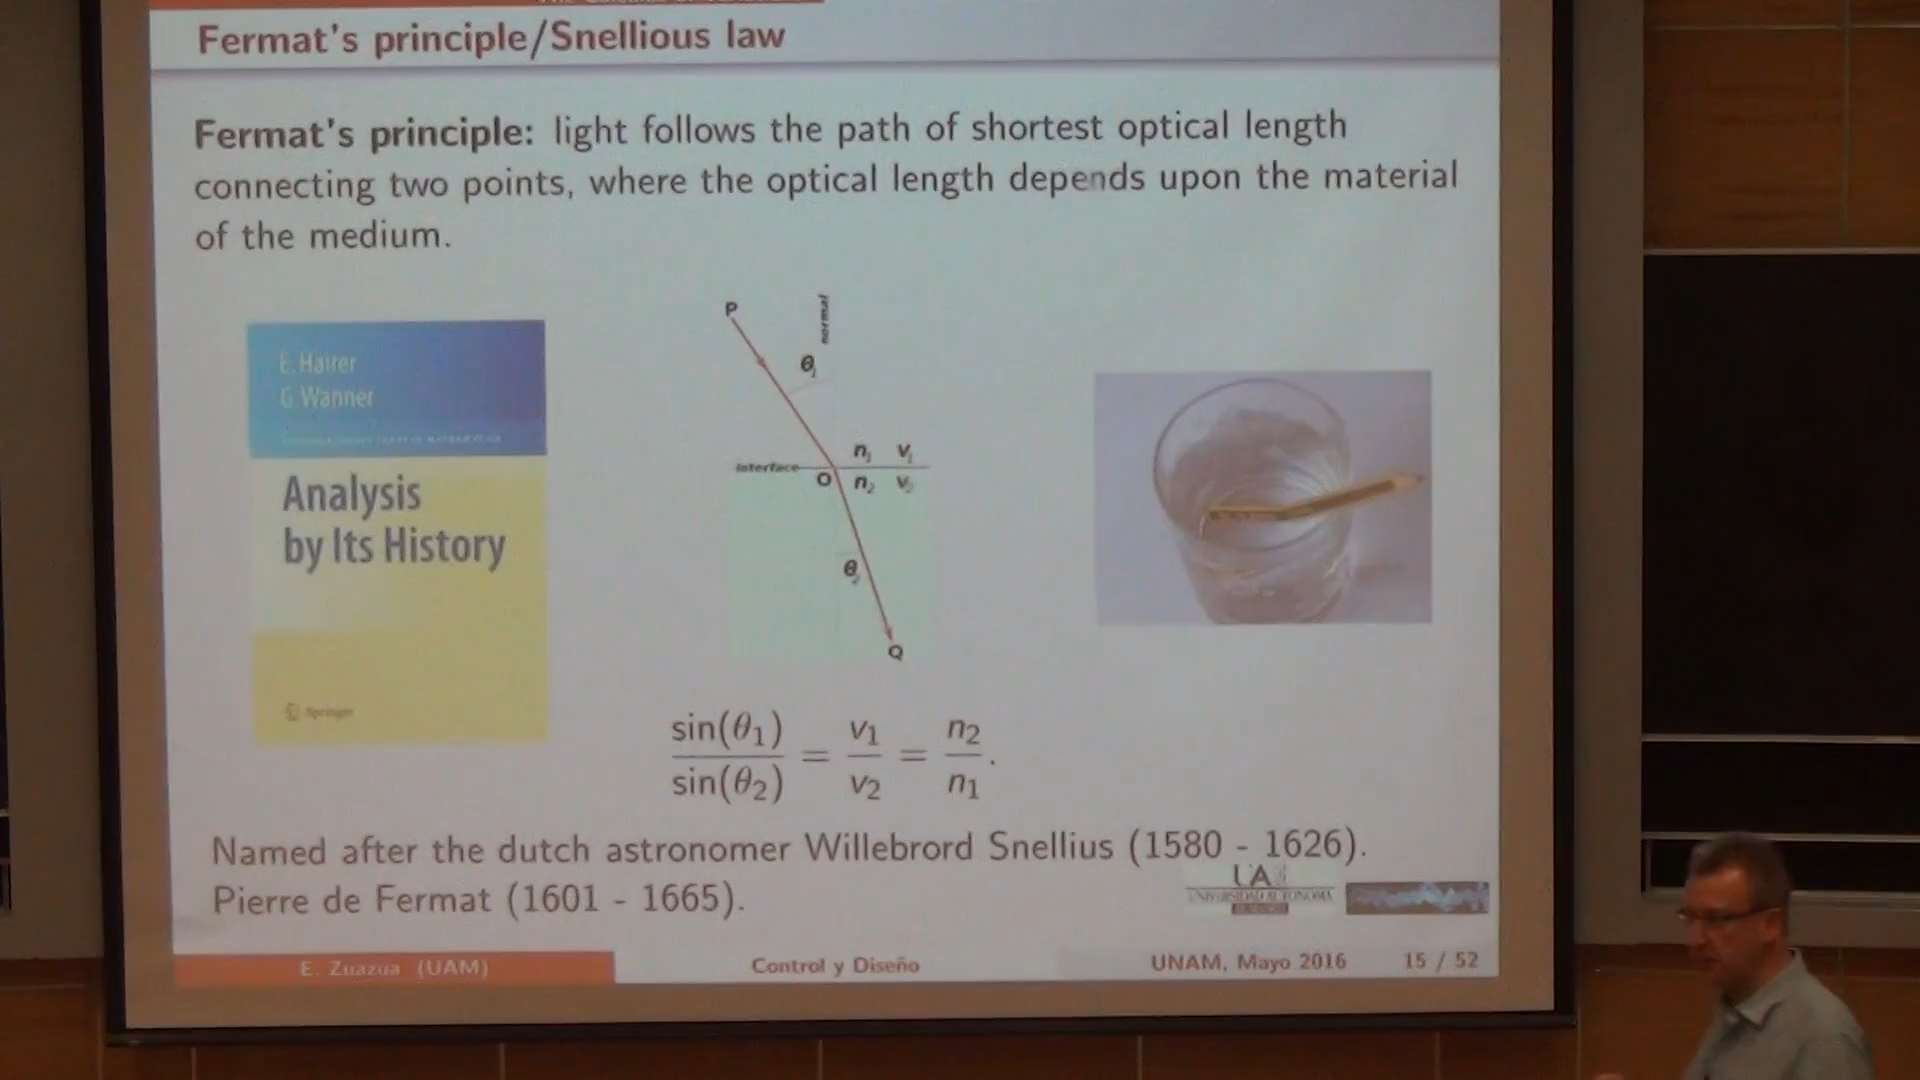 Fermat's principle/Snellious law
Fermat's principle: light follows the path of shortest optical length
connecting two points, where the optical length depends upon the material
of the medium.
E. Hairer
G. Wanner
Analysis
by Its History
Springer
P
normal
θ₁
n₁ v₁
interface
O n₂ v₂
θ₂
Q
sin(θ₁)/sin(θ₂) = v₁/v₂ = n₂/n₁.
Named after the dutch astronomer Willebrord Snellius (1580 - 1626).
Pierre de Fermat (1601 - 1665).
UNIVERSIDAD AUTONOMA
E. Zuazua (UAM)
Control y Diseño
UNAM, Mayo 2016
15 / 52